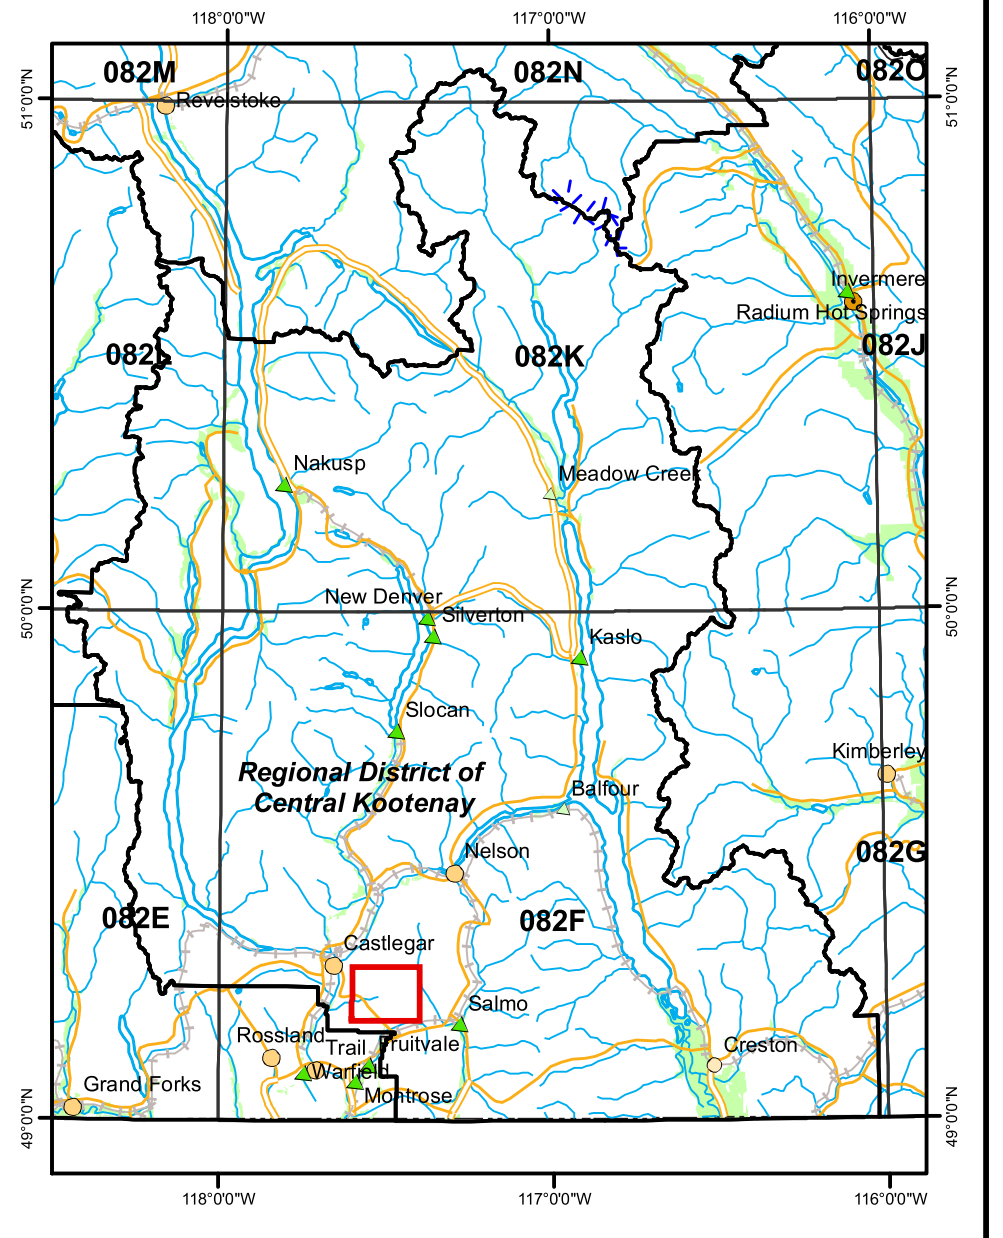 118°0'0"W 117°0'0"W 116°0'0"W
082M 082N 082O
51°0'0"N 51°0'0"N
Revelstoke
Invermere
Radium Hot Springs
082L 082K 082J
Nakusp
Meadow Creek
New Denver
50°0'0"N 50°0'0"N
Silverton
Kaslo
Slocan
Kimberley
Regional District of
Central Kootenay
Balfour
Nelson
082G
082E 082F
Castlegar
Salmo
Rossland
Trail Fruitvale
Creston
Warfield
Grand Forks
Montrose
49°0'0"N 49°0'0"N
118°0'0"W 117°0'0"W 116°0'0"W